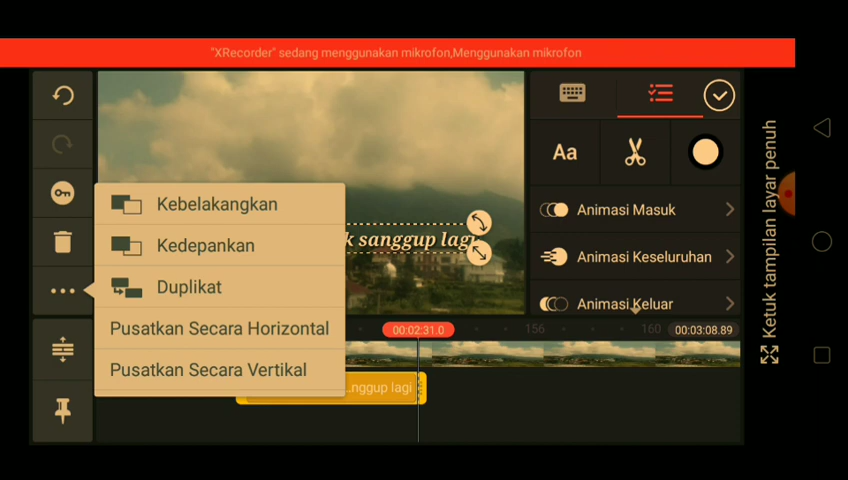 "XRecorder" sedang menggunakan mikrofon,Menggunakan mikrofon
Aa
Kebelakangkan
Kedepankan
Duplikat
Pusatkan Secara Horizontal
Pusatkan Secara Vertikal
k sanggup lagi
Animasi Masuk
Animasi Keseluruhan
Animasi Keluar
00:02:31.0
156
160
00:03:08.89
..nggup lagi
Ketuk tampilan layar penuh